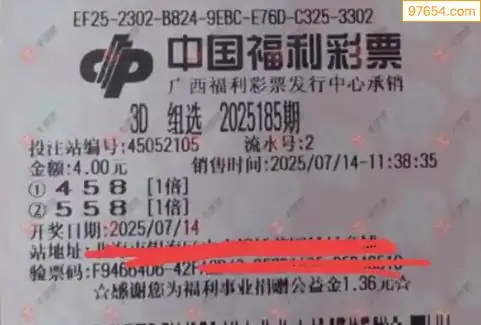 97654.com
EF25-2302-B824-9EBC-E76D-C325-3302
中国福利彩票
广西福利彩票发行中心承销
3D 组选 2025185期
投注站编号:45052105 流水号:2
金额:4.00元 销售时间:2025/07/14-11:38:35
① 4 5 8 [1倍]
② 5 5 8 [1倍]
开奖日期:2025/07/14
站地址:
验票码:F9466406-42F
☆感谢您为福利事业捐赠公益金1.36元☆